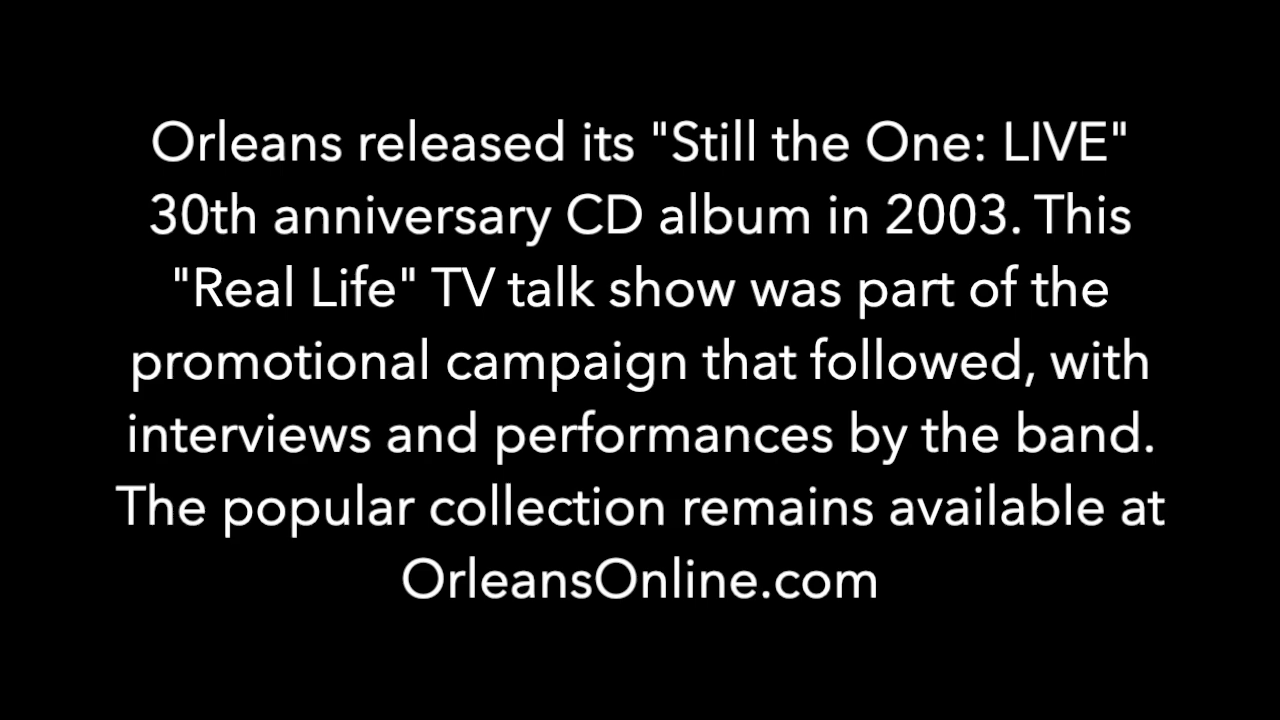 Orleans released its "Still the One: LIVE"
30th anniversary CD album in 2003. This
"Real Life" TV talk show was part of the
promotional campaign that followed, with
interviews and performances by the band.
The popular collection remains available at
OrleansOnline.com